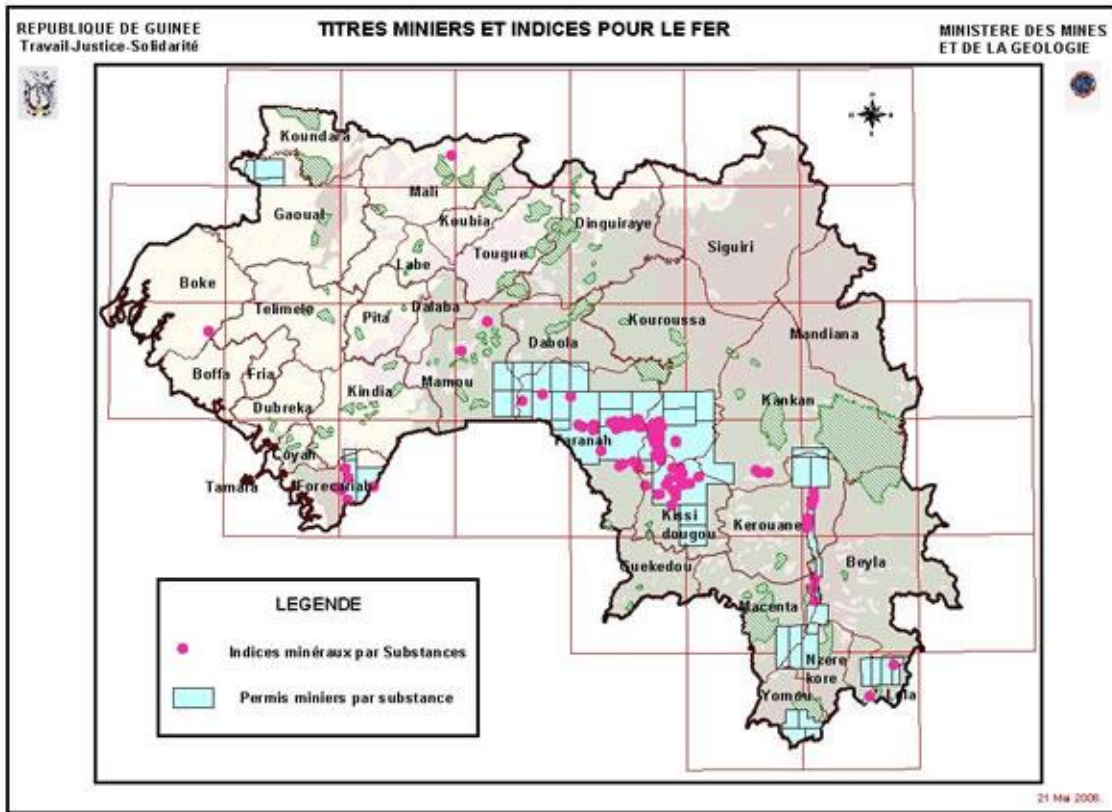 REPUBLIQUE DE GUINEE
Travail-Justice-Solidarité
TITRES MINIERS ET INDICES POUR LE FER
MINISTERE DES MINES
ET DE LA GEOLOGIE
Koundara
Mali
Gaoual
Koubia
Dinguiraye
Siguiri
Tougue
Labe
Boke
Telimele
Pita
Dalaba
Kouroussa
Mandiana
Dabola
Boffa
Fria
Kindia
Mamou
Kankan
Dubreka
Coyah
Faranah
Tamara
Forecariah
Kissi
dougou
Kerouane
Guekedou
Beyla
Macenta
Nzere
kore
Yomou
Lola
LEGENDE
Indices minéraux par Substances
Permis miniers par substance